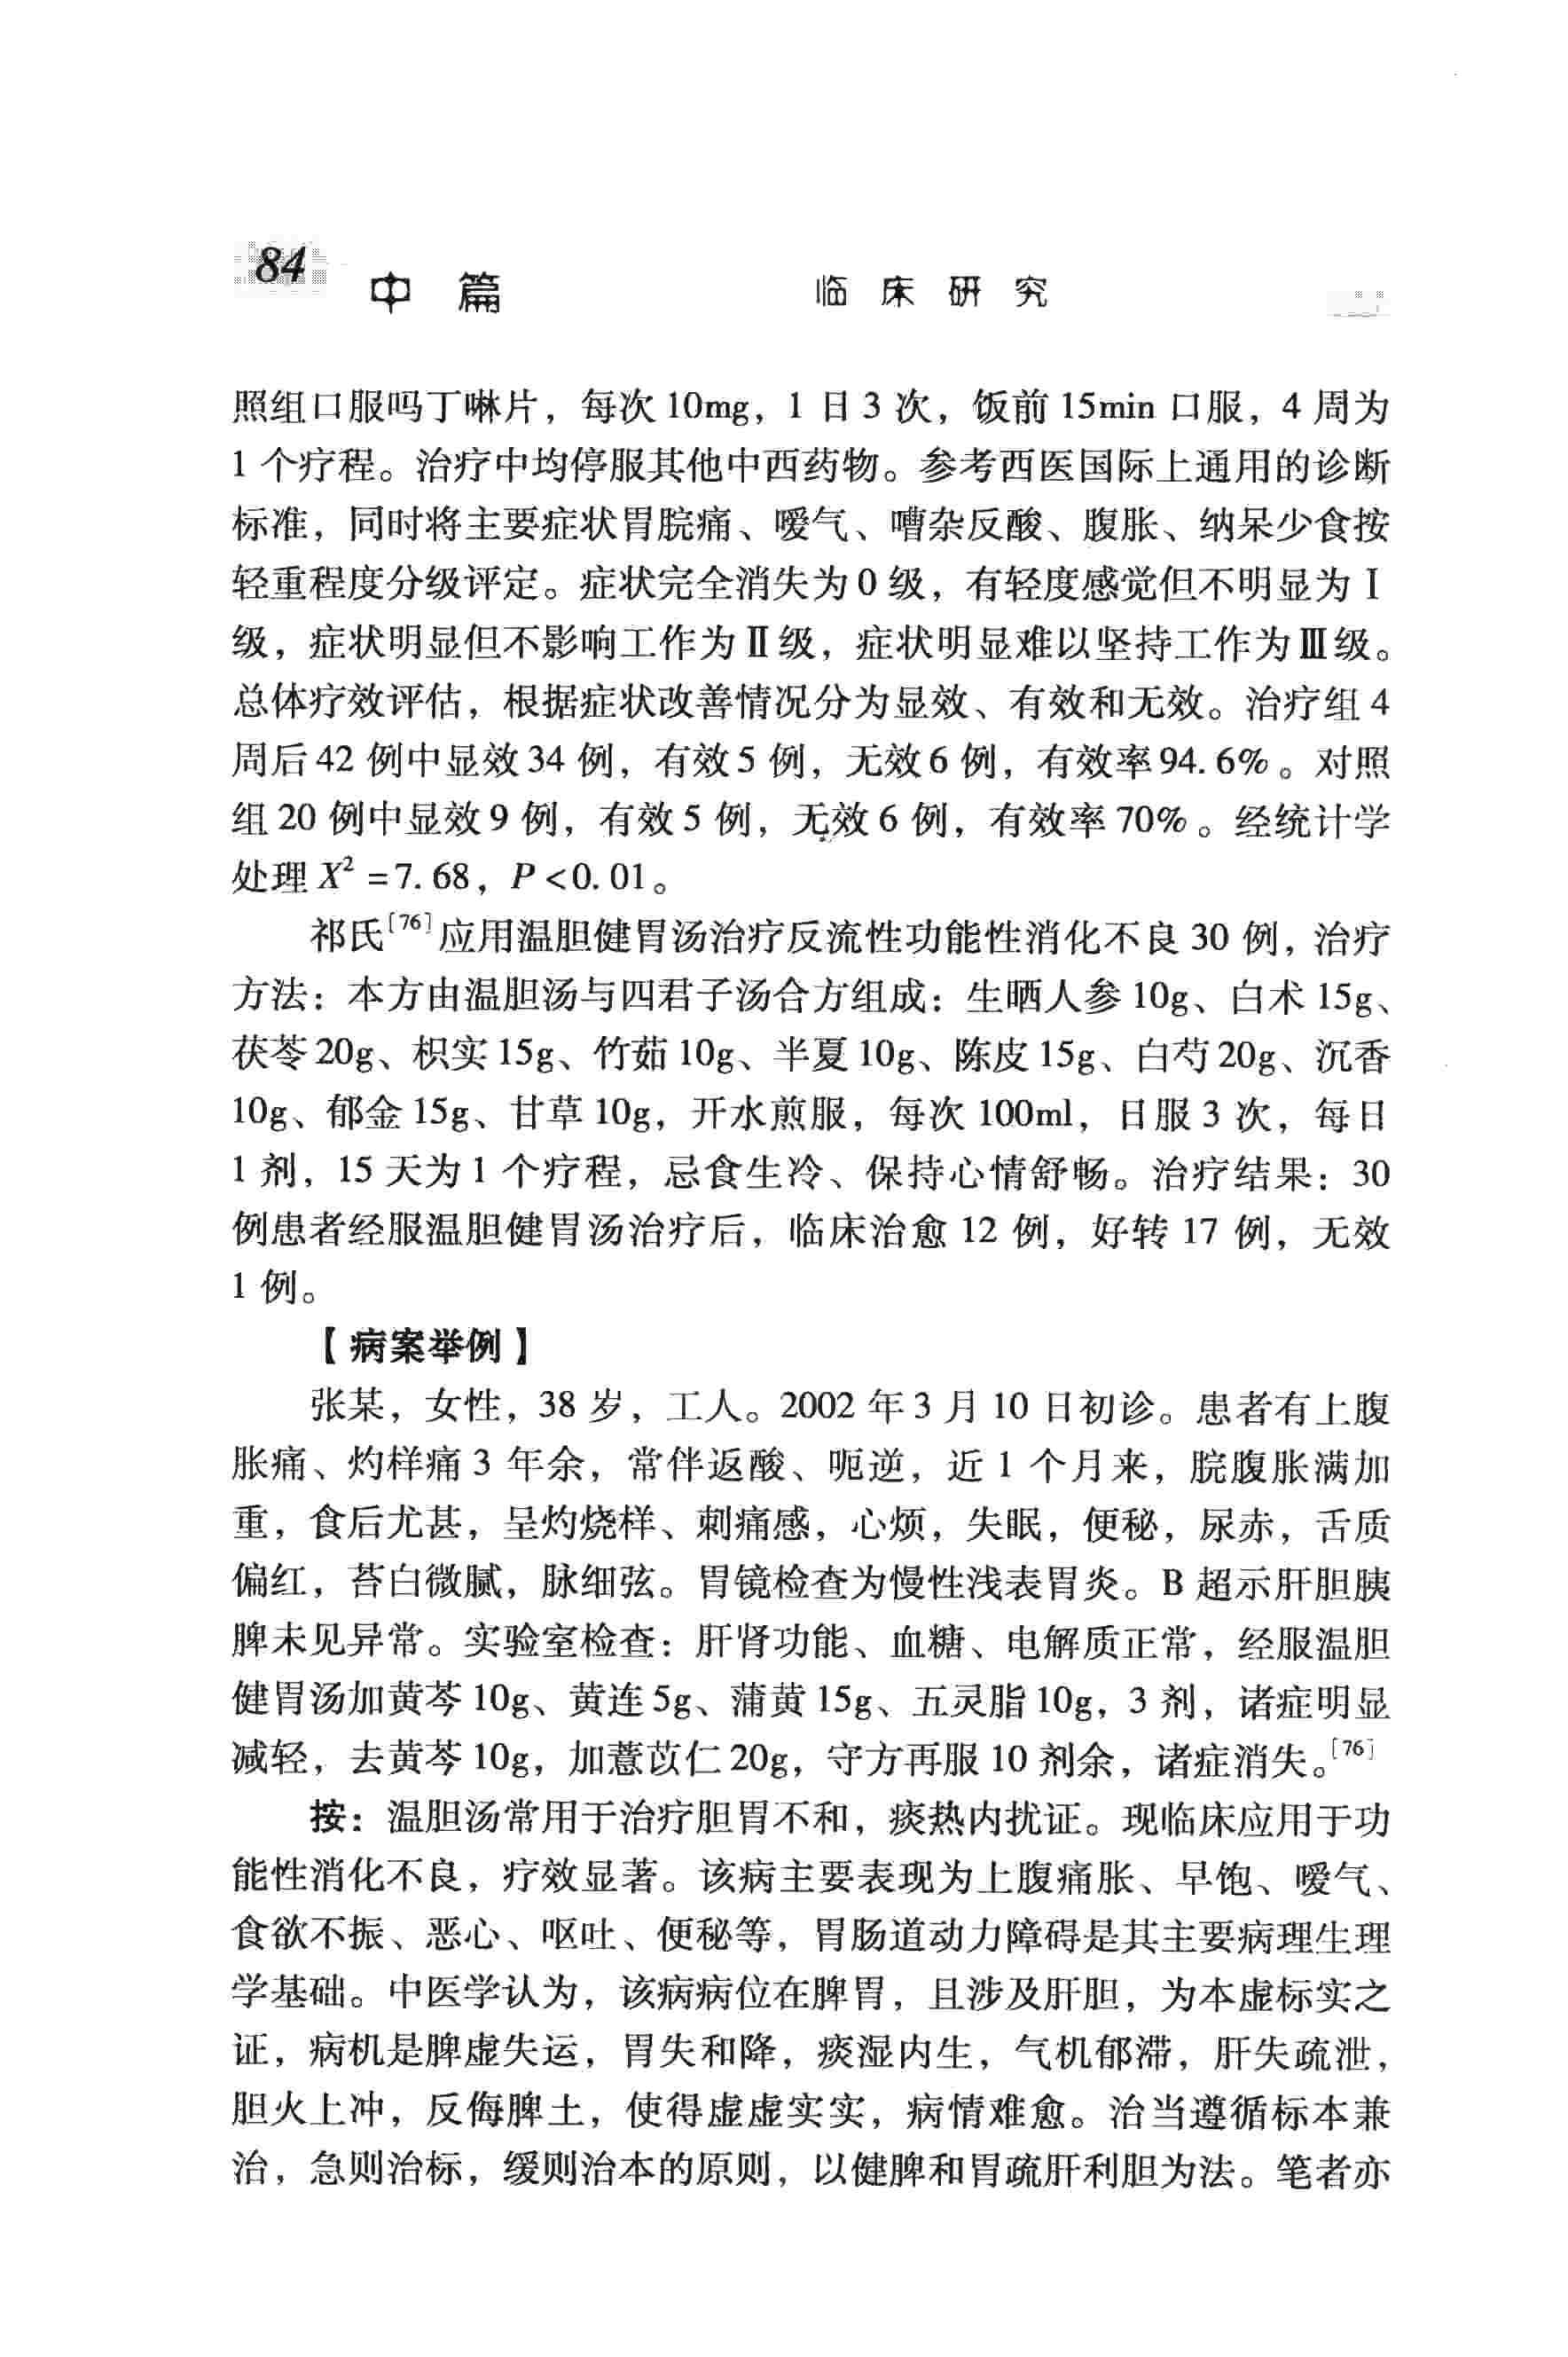 84
中 篇 临 床 研 究
照组口服吗丁啉片，每次 10mg，1 日 3 次，饭前 15min 口服，4 周为
1 个疗程。治疗中均停服其他中西药物。参考西医国际上通用的诊断
标准，同时将主要症状胃脘痛、嗳气、嘈杂反酸、腹胀、纳呆少食按
轻重程度分级评定。症状完全消失为 0 级，有轻度感觉但不明显为Ⅰ
级，症状明显但不影响工作为Ⅱ级，症状明显难以坚持工作为Ⅲ级。
总体疗效评估，根据症状改善情况分为显效、有效和无效。治疗组 4
周后 42 例中显效 34 例，有效 5 例，无效 6 例，有效率 94. 6%。对照
组 20 例中显效 9 例，有效 5 例，无效 6 例，有效率 70%。经统计学
处理 X² =7. 68，P <0. 01。
祁氏[76]应用温胆健胃汤治疗反流性功能性消化不良 30 例，治疗
方法：本方由温胆汤与四君子汤合方组成：生晒人参 10g、白术 15g、
茯苓 20g、枳实 15g、竹茹 10g、半夏 10g、陈皮 15g、白芍 20g、沉香
10g、郁金 15g、甘草 10g，开水煎服，每次 100ml，日服 3 次，每日
1 剂，15 天为 1 个疗程，忌食生冷、保持心情舒畅。治疗结果：30
例患者经服温胆健胃汤治疗后，临床治愈 12 例，好转 17 例，无效
1 例。
【病案举例】
张某，女性，38 岁，工人。2002 年 3 月 10 日初诊。患者有上腹
胀痛、灼样痛 3 年余，常伴返酸、呃逆，近 1 个月来，脘腹胀满加
重，食后尤甚，呈灼烧样、刺痛感，心烦，失眠，便秘，尿赤，舌质
偏红，苔白微腻，脉细弦。胃镜检查为慢性浅表胃炎。B 超示肝胆胰
脾未见异常。实验室检查：肝肾功能、血糖、电解质正常，经服温胆
健胃汤加黄芩 10g、黄连 5g、蒲黄 15g、五灵脂 10g，3 剂，诸症明显
减轻，去黄芩 10g，加薏苡仁 20g，守方再服 10 剂余，诸症消失。[76]
按：温胆汤常用于治疗胆胃不和，痰热内扰证。现临床应用于功
能性消化不良，疗效显著。该病主要表现为上腹痛胀、早饱、嗳气、
食欲不振、恶心、呕吐、便秘等，胃肠道动力障碍是其主要病理生理
学基础。中医学认为，该病病位在脾胃，且涉及肝胆，为本虚标实之
证，病机是脾虚失运，胃失和降，痰湿内生，气机郁滞，肝失疏泄，
胆火上冲，反侮脾土，使得虚虚实实，病情难愈。治当遵循标本兼
治，急则治标，缓则治本的原则，以健脾和胃疏肝利胆为法。笔者亦